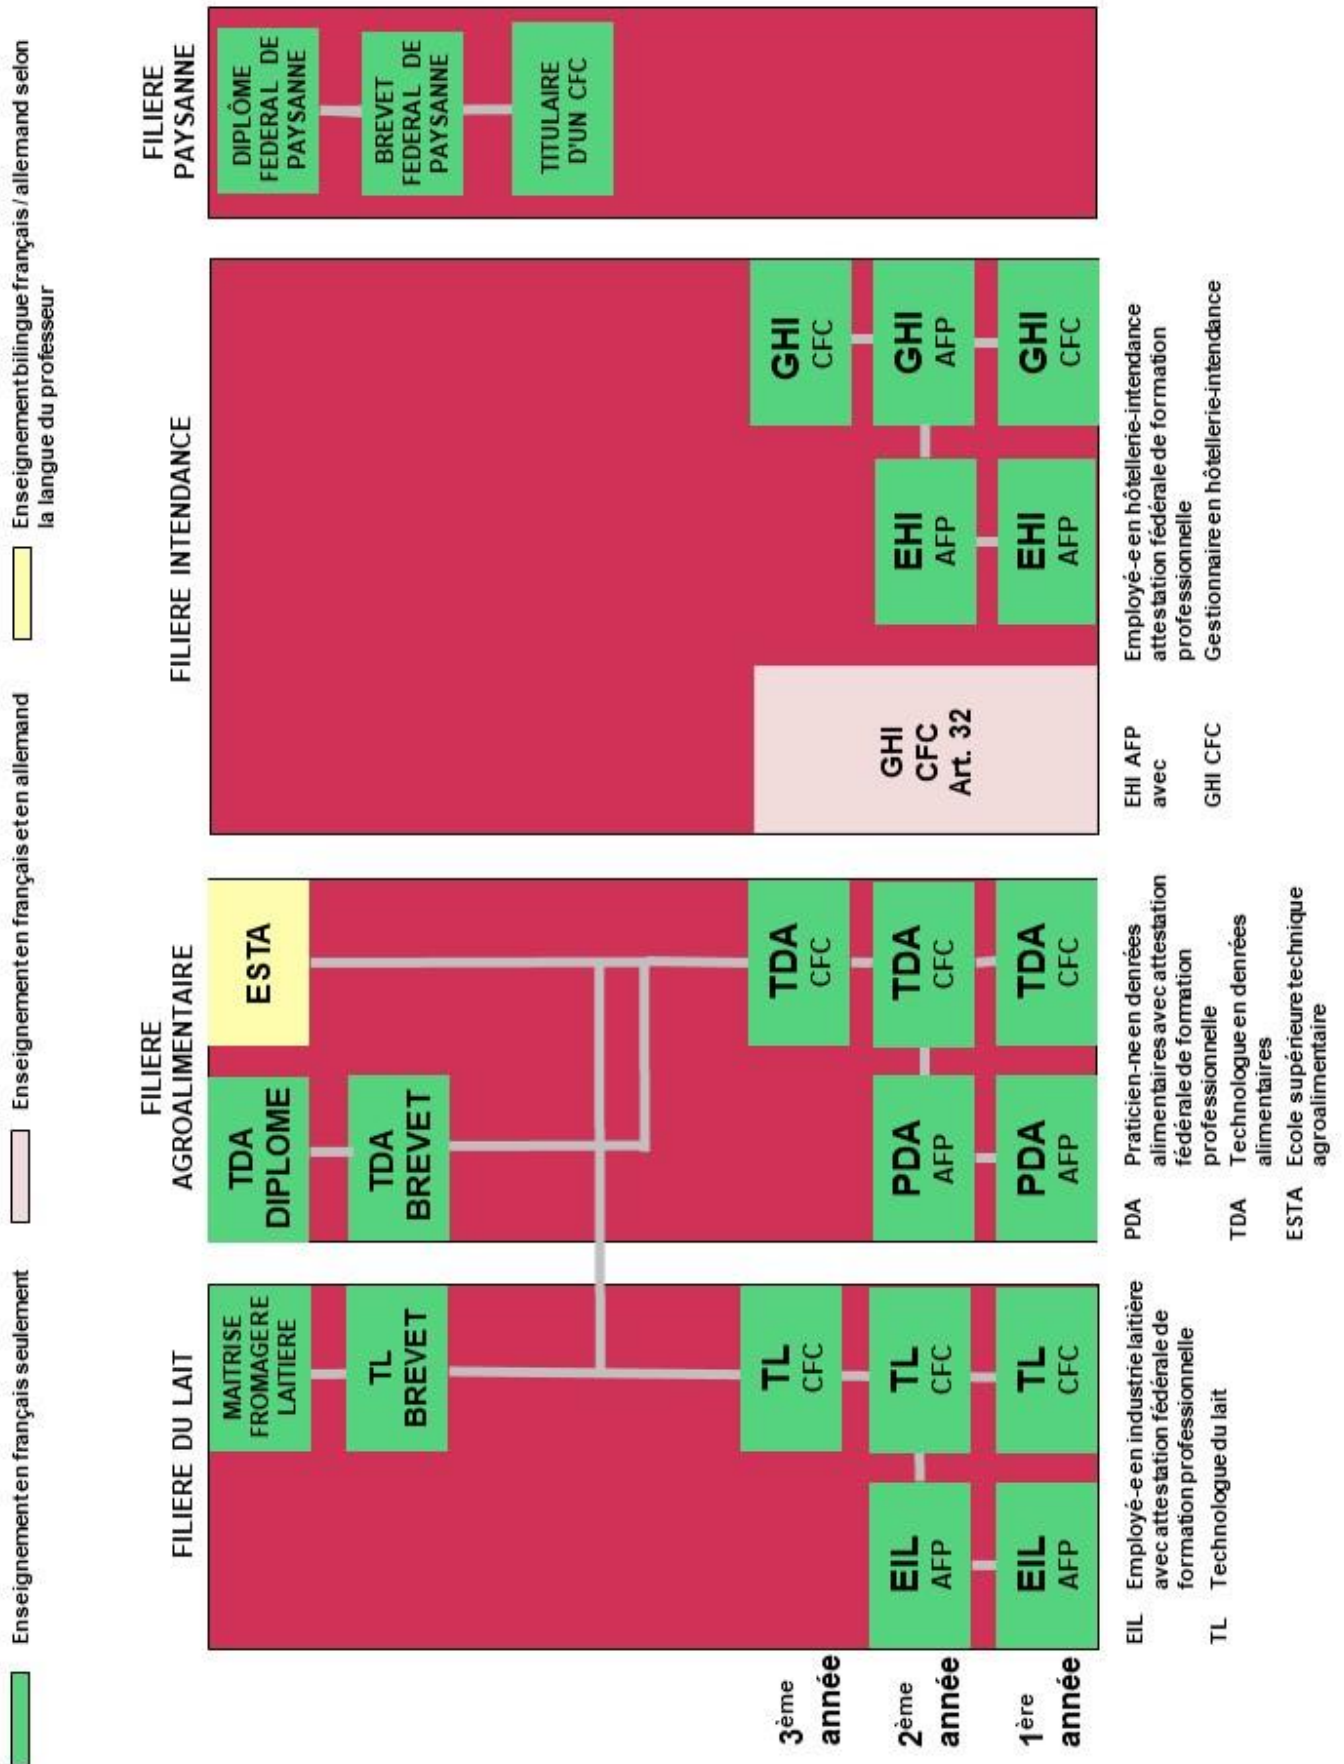 Enseignement en français seulement
Enseignement en français et en allemand
Enseignement bilingue français / allemand selon
la langue du professeur
FILIERE DU LAIT
MAITRISE
FROMAGERE
LAITIERE
TL
BREVET
TL
CFC
EIL
AFP
TL
CFC
EIL
AFP
TL
CFC
3ème
année
2ème
année
1ère
année
EIL Employé-e en industrie laitière
avec attestation fédérale de
formation professionnelle
TL Technologue du lait
FILIERE
AGROALIMENTAIRE
TDA
DIPLOME
ESTA
TDA
BREVET
TDA
CFC
PDA
AFP
TDA
CFC
PDA
AFP
TDA
CFC
PDA Praticien-ne en denrées
alimentaires avec attestation
fédérale de formation
professionnelle
TDA Technologue en denrées
alimentaires
ESTA Ecole supérieure technique
agroalimentaire
FILIERE INTENDANCE
GHI
CFC
Art. 32
GHI
CFC
EHI
AFP
GHI
AFP
EHI
AFP
GHI
CFC
EHI AFP Employé-e en hôtellerie-intendance
avec attestation fédérale de formation
professionnelle
GHI CFC Gestionnaire en hôtellerie-intendance
FILIERE
PAYSANNE
DIPLÔME
FEDERAL DE
PAYSANNE
BREVET
FEDERAL DE
PAYSANNE
TITULAIRE
D'UN CFC